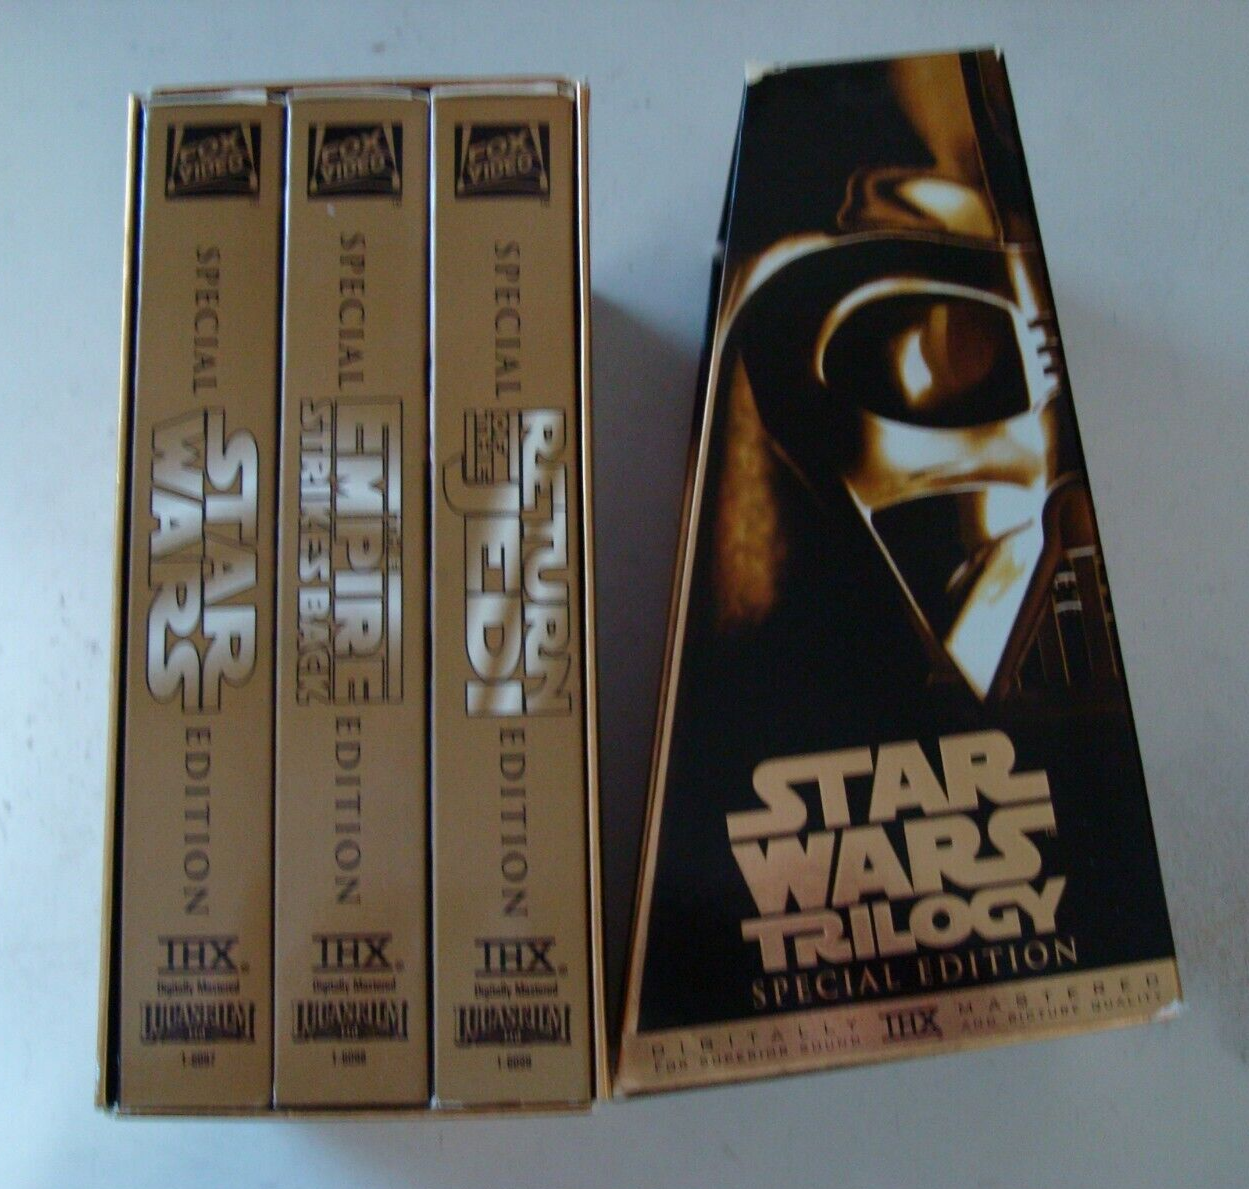 FOX
VIDEO
SPECIAL
STAR
WARS
EDITION
THX
Digitally Mastered
LUCASFILM
LTD
FOX
VIDEO
SPECIAL
THE
EMPIRE
STRIKES BACK
EDITION
THX
Digitally Mastered
LUCASFILM
LTD
FOX
VIDEO
SPECIAL
RETURN
OF THE
JEDI
EDITION
THX
Digitally Mastered
LUCASFILM
LTD
STAR
WARS
TRILOGY
SPECIAL EDITION
DIGITALLY THX MASTERED
FOR SUPERIOR SOUND AND PICTURE QUALITY